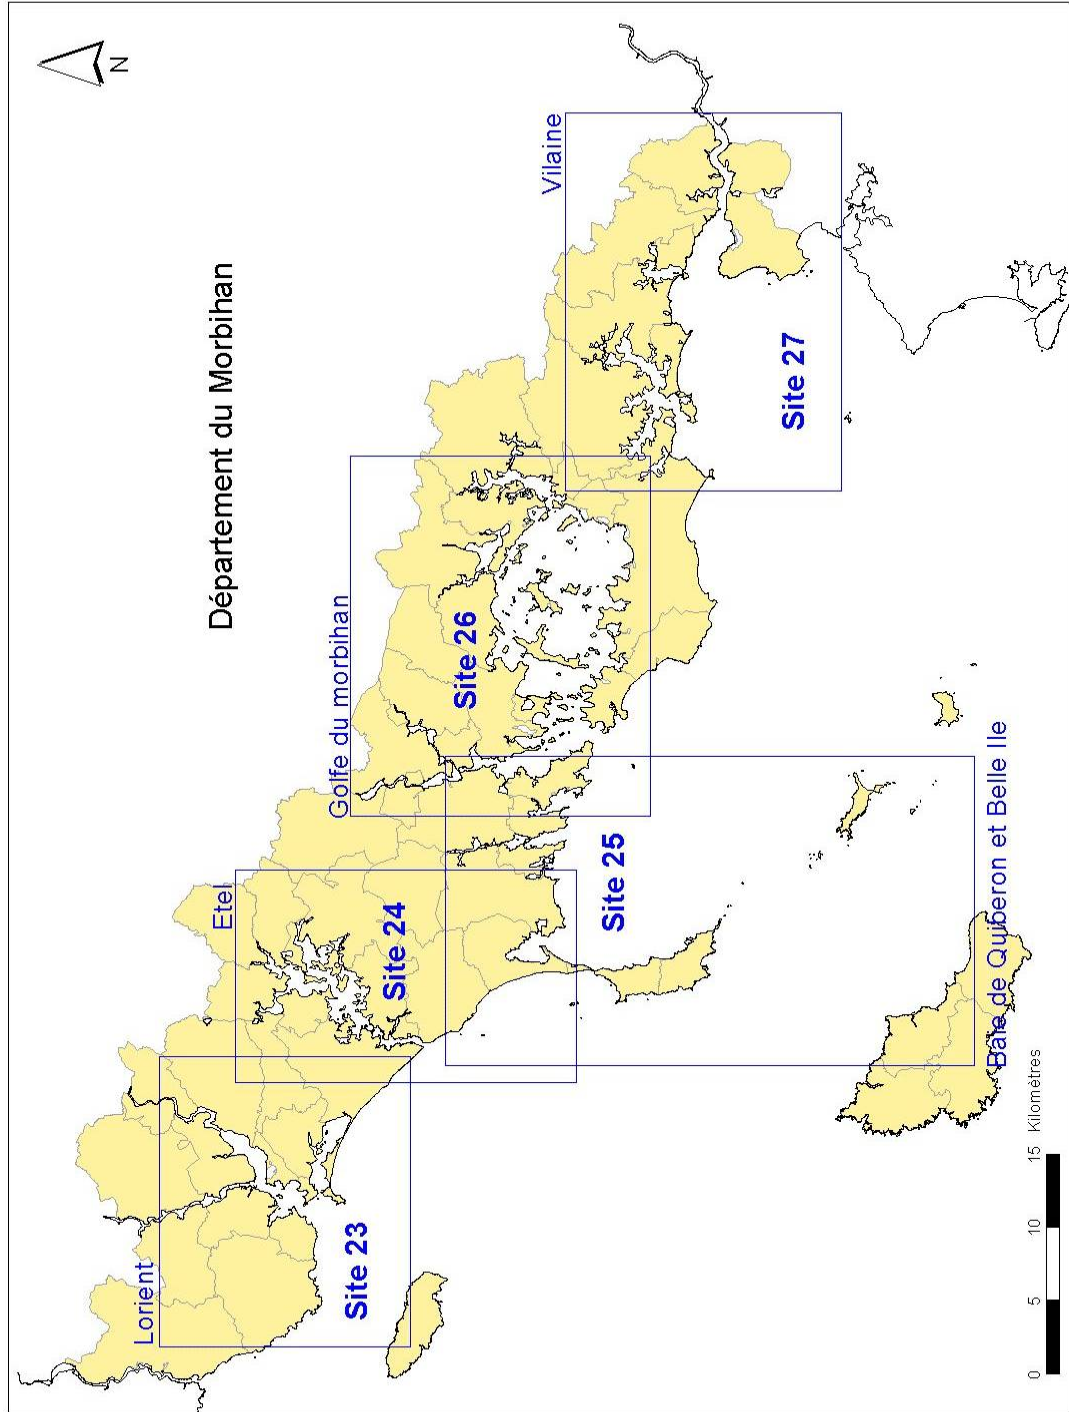 Département du Morbihan
N
Lorient
Site 23
Etel
Site 24
Baie de Quiberon et Belle Ile
Site 25
Golfe du morbihan
Site 26
Vilaine
Site 27
0 5 10 15 Kilomètres